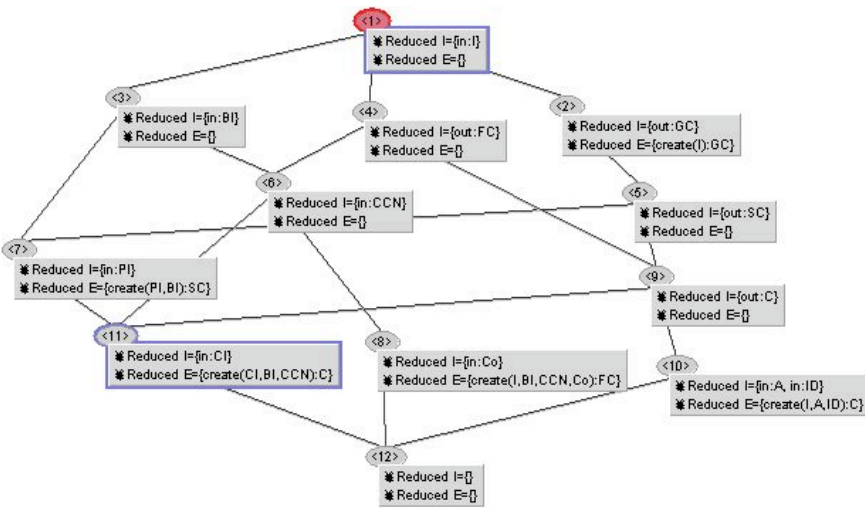 <1>
Reduced I={in:I}
Reduced E={}
<3>
Reduced I={in:BI}
Reduced E={}
<4>
Reduced I={out:FC}
Reduced E={}
<2>
Reduced I={out:GC}
Reduced E={create(I):GC}
<6>
Reduced I={in:CCN}
Reduced E={}
<5>
Reduced I={out:SC}
Reduced E={}
<7>
Reduced I={in:PI}
Reduced E={create(PI,BI):SC}
<9>
Reduced I={out:C}
Reduced E={}
<11>
Reduced I={in:CI}
Reduced E={create(CI,BI,CCN):C}
<8>
Reduced I={in:Co}
Reduced E={create(I,BI,CCN,Co):FC}
<10>
Reduced I={in:A, in:ID}
Reduced E={create(I,A,ID):C}
<12>
Reduced I={}
Reduced E={}